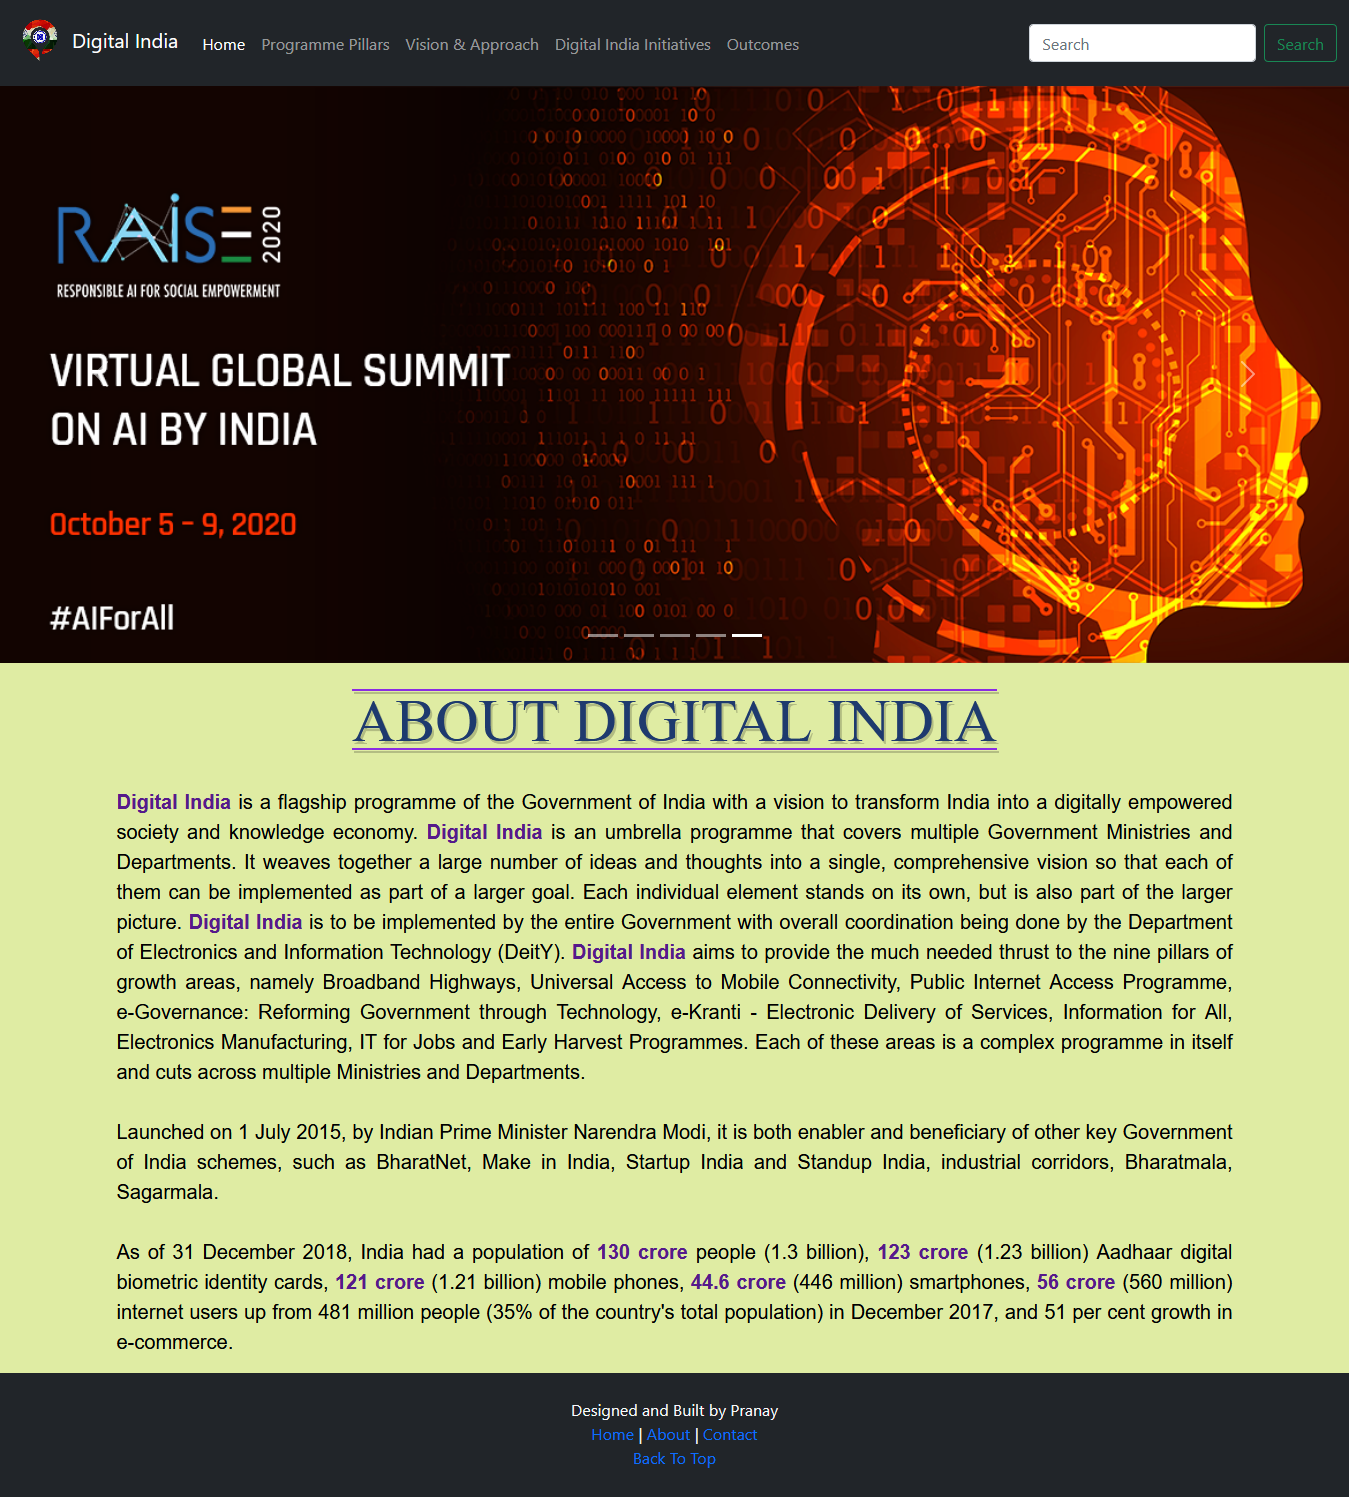 Digital India Home Programme Pillars Vision & Approach Digital India Initiatives Outcomes Search Search
RAISE 2020
RESPONSIBLE AI FOR SOCIAL EMPOWERMENT
VIRTUAL GLOBAL SUMMIT
ON AI BY INDIA
October 5 - 9, 2020
#AIForAll
ABOUT DIGITAL INDIA
Digital India is a flagship programme of the Government of India with a vision to transform India into a digitally empowered
society and knowledge economy. Digital India is an umbrella programme that covers multiple Government Ministries and
Departments. It weaves together a large number of ideas and thoughts into a single, comprehensive vision so that each of
them can be implemented as part of a larger goal. Each individual element stands on its own, but is also part of the larger
picture. Digital India is to be implemented by the entire Government with overall coordination being done by the Department
of Electronics and Information Technology (DeitY). Digital India aims to provide the much needed thrust to the nine pillars of
growth areas, namely Broadband Highways, Universal Access to Mobile Connectivity, Public Internet Access Programme,
e-Governance: Reforming Government through Technology, e-Kranti - Electronic Delivery of Services, Information for All,
Electronics Manufacturing, IT for Jobs and Early Harvest Programmes. Each of these areas is a complex programme in itself
and cuts across multiple Ministries and Departments.
Launched on 1 July 2015, by Indian Prime Minister Narendra Modi, it is both enabler and beneficiary of other key Government
of India schemes, such as BharatNet, Make in India, Startup India and Standup India, industrial corridors, Bharatmala,
Sagarmala.
As of 31 December 2018, India had a population of 130 crore people (1.3 billion), 123 crore (1.23 billion) Aadhaar digital
biometric identity cards, 121 crore (1.21 billion) mobile phones, 44.6 crore (446 million) smartphones, 56 crore (560 million)
internet users up from 481 million people (35% of the country's total population) in December 2017, and 51 per cent growth in
e-commerce.
Designed and Built by Pranay
Home | About | Contact
Back To Top